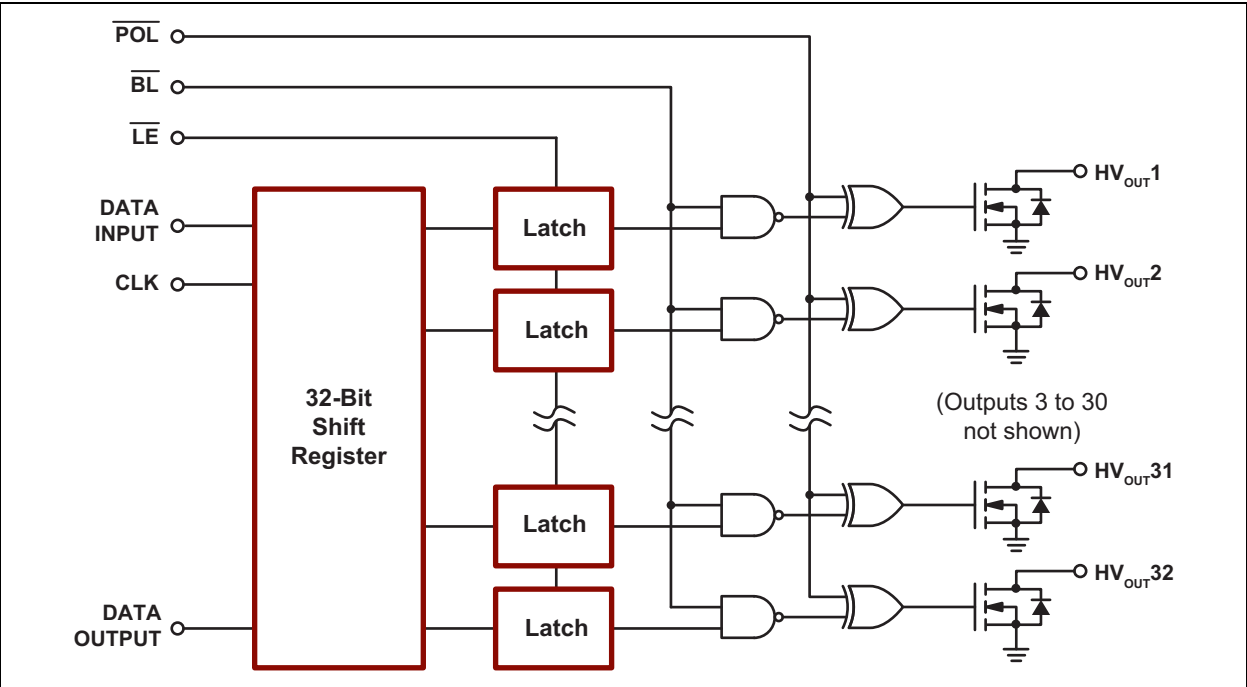 POL
BL
LE
DATA
INPUT
CLK
32-Bit
Shift
Register
DATA
OUTPUT
Latch
Latch
Latch
Latch
HVOUT1
HVOUT2
(Outputs 3 to 30
not shown)
HVOUT31
HVOUT32